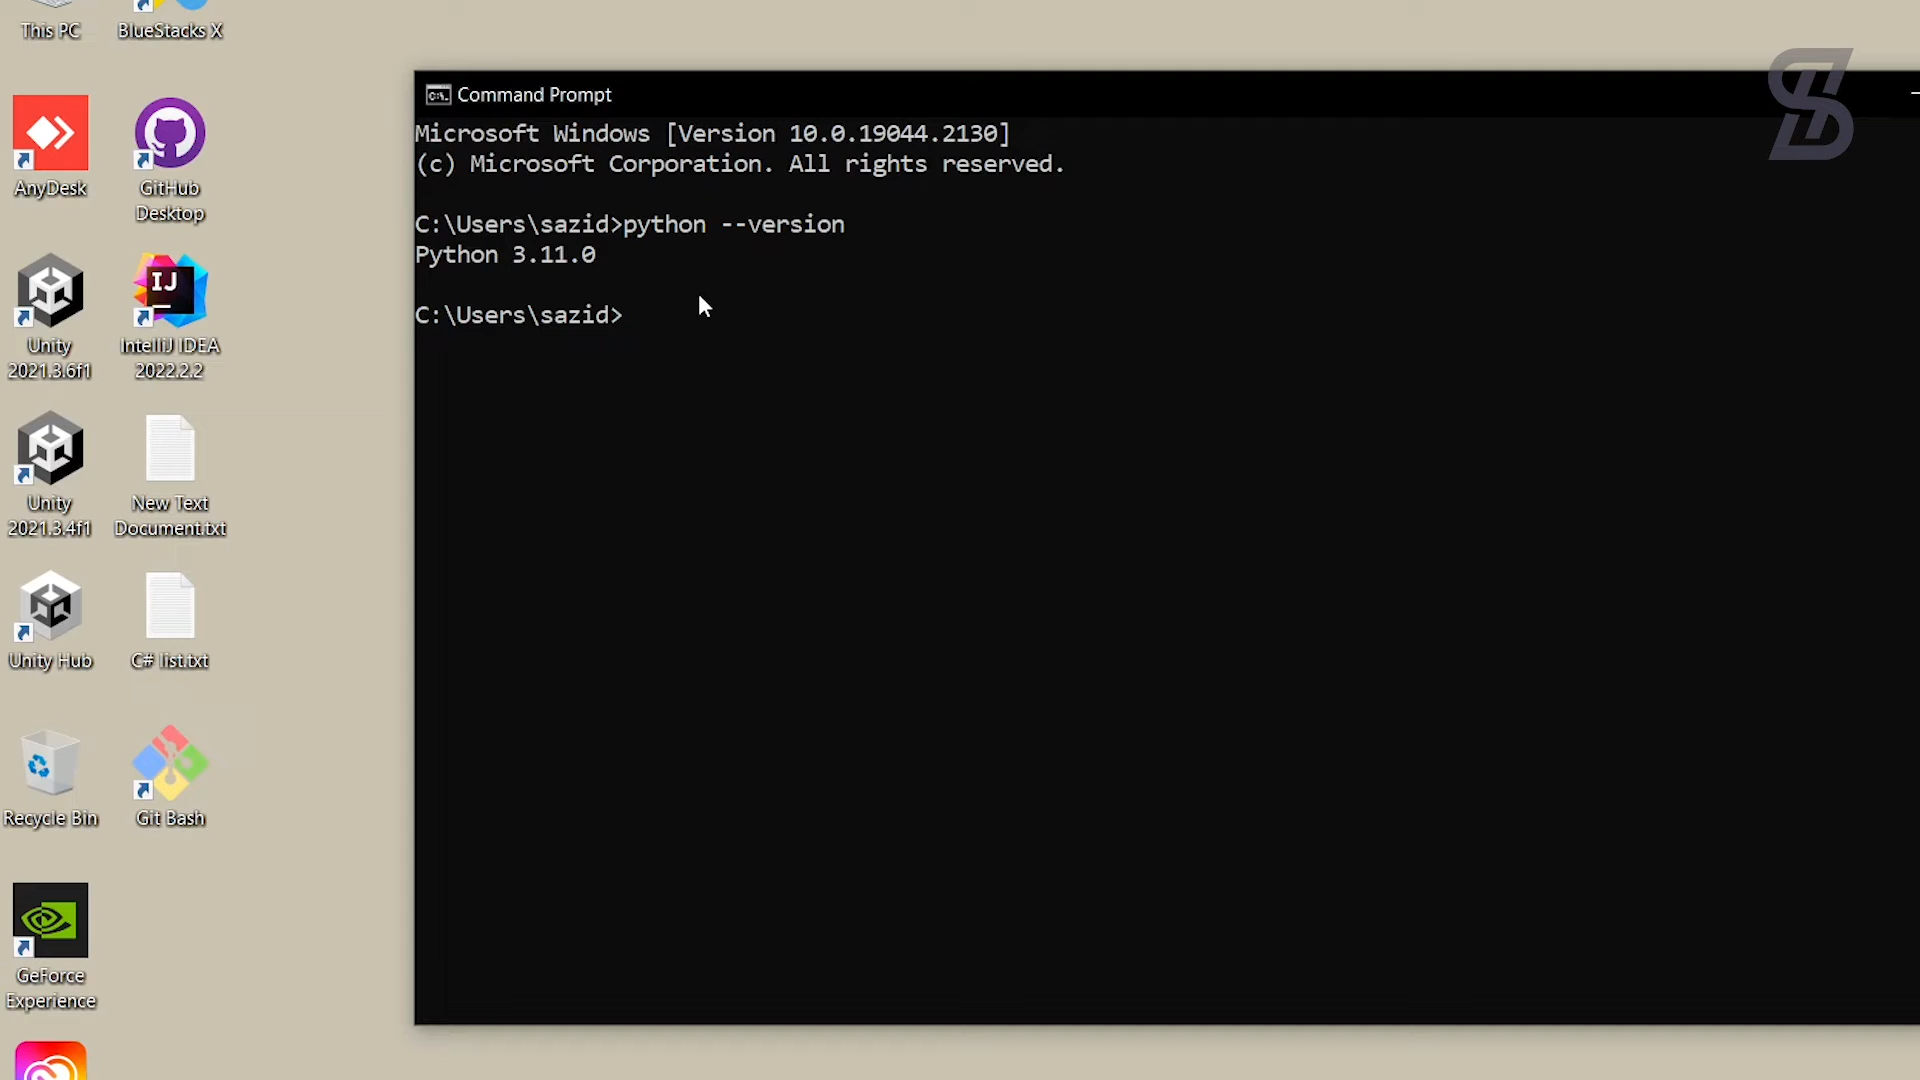 This PC
BlueStacks X
AnyDesk
GitHub
Desktop
Unity
2021.3.6f1
IJ
IntelliJ IDEA
2022.2.2
Unity
2021.3.4f1
New Text
Document.txt
Unity Hub
C# list.txt
Recycle Bin
Git Bash
GeForce
Experience
C:\. Command Prompt
Microsoft Windows [Version 10.0.19044.2130]
(c) Microsoft Corporation. All rights reserved.
C:\Users\sazid>python --version
Python 3.11.0
C:\Users\sazid>